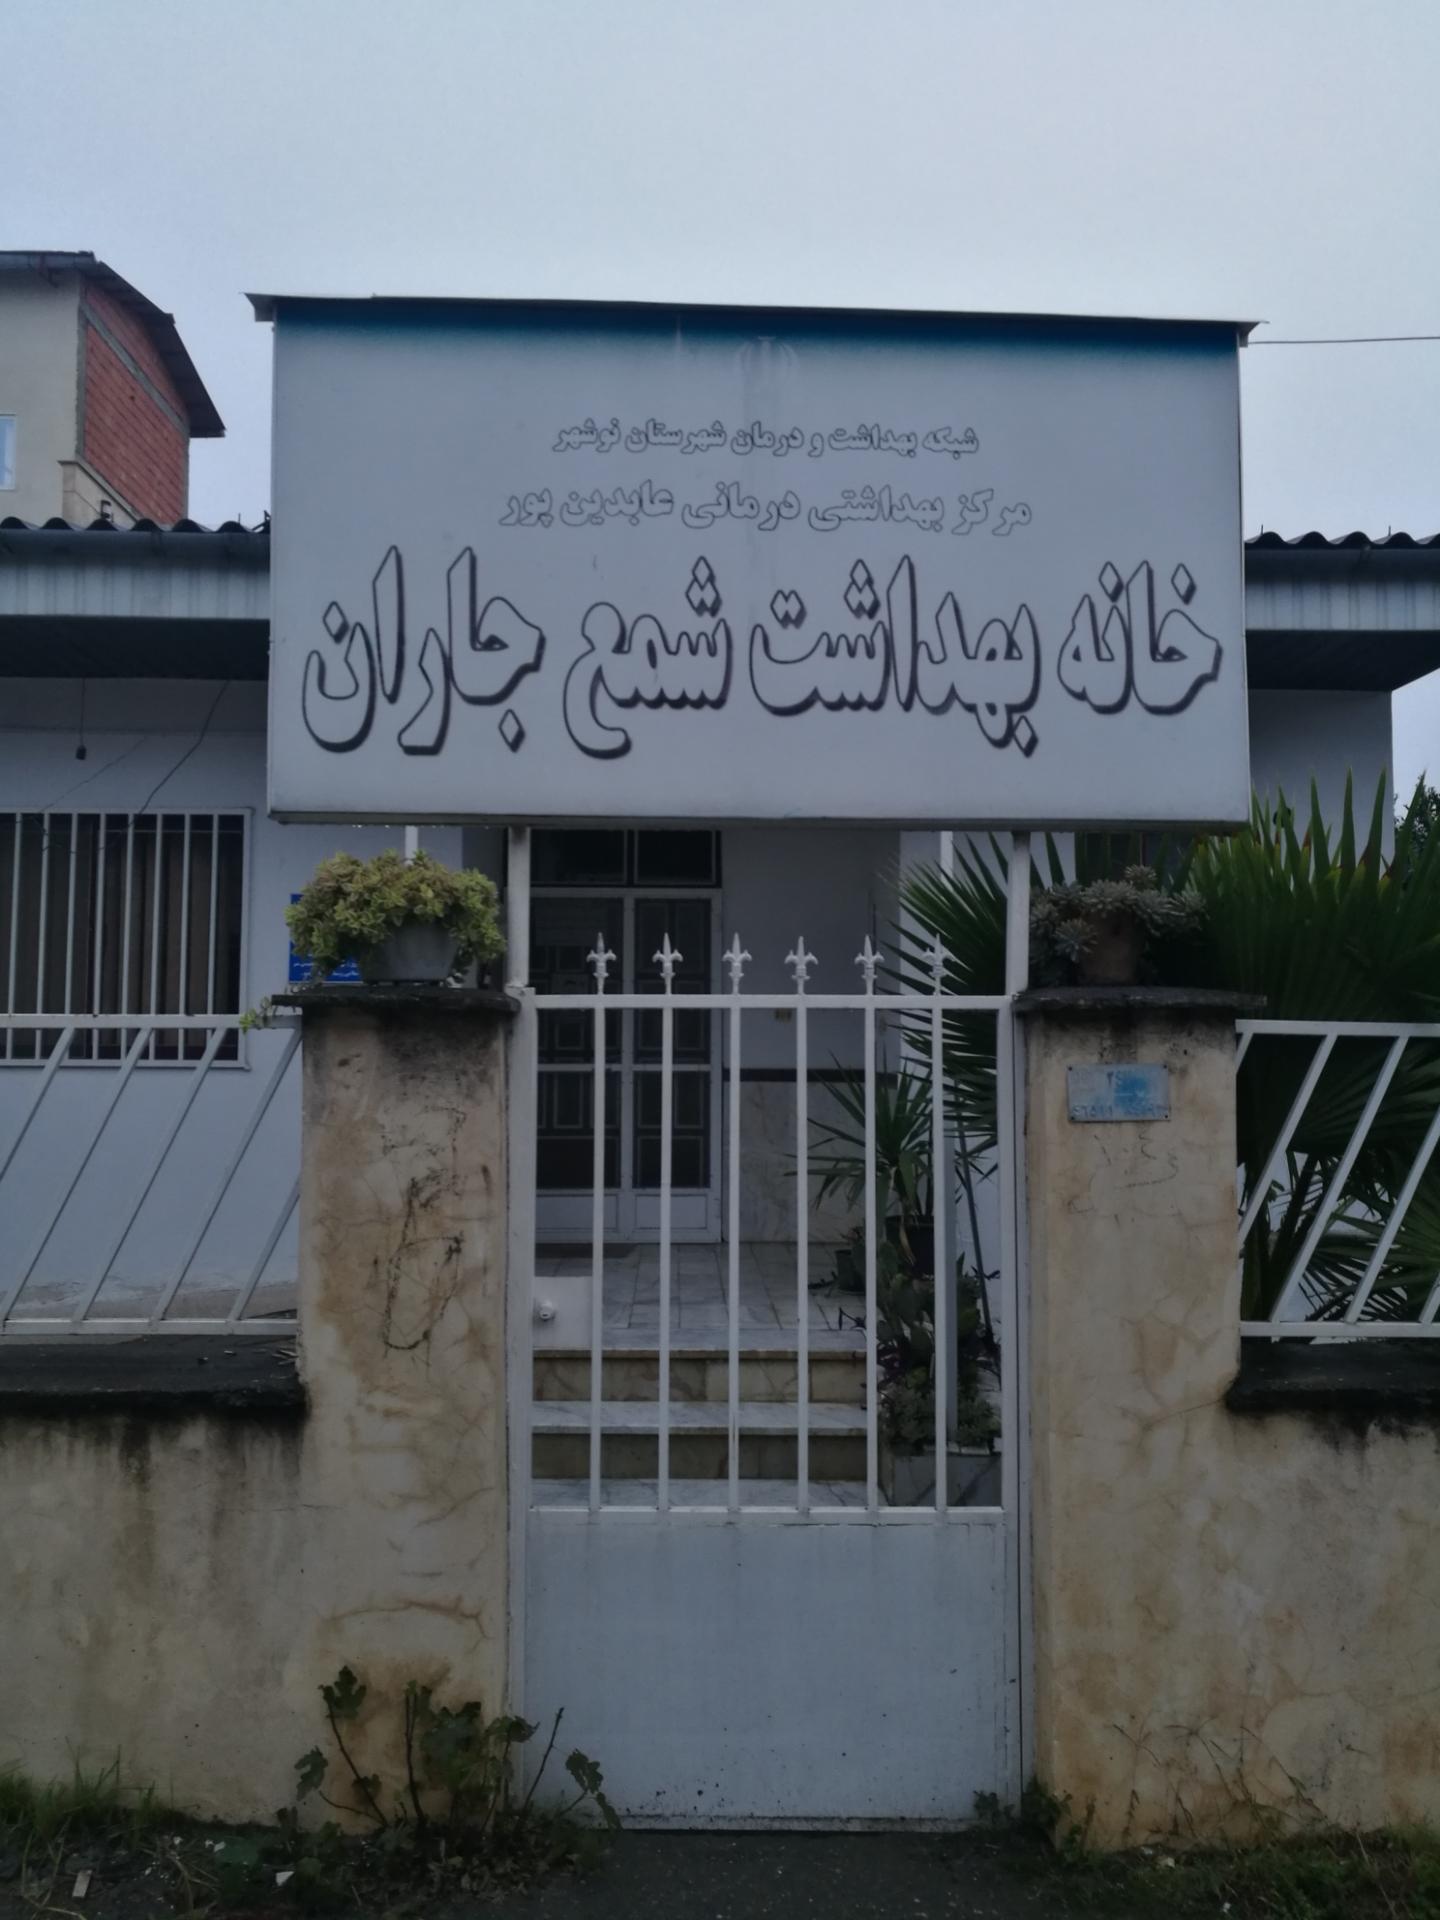 شبکه بهداشت و درمان شهرستان نوشهر
مرکز بهداشتی درمانی عابدین پور
خانه بهداشت شمع جاران